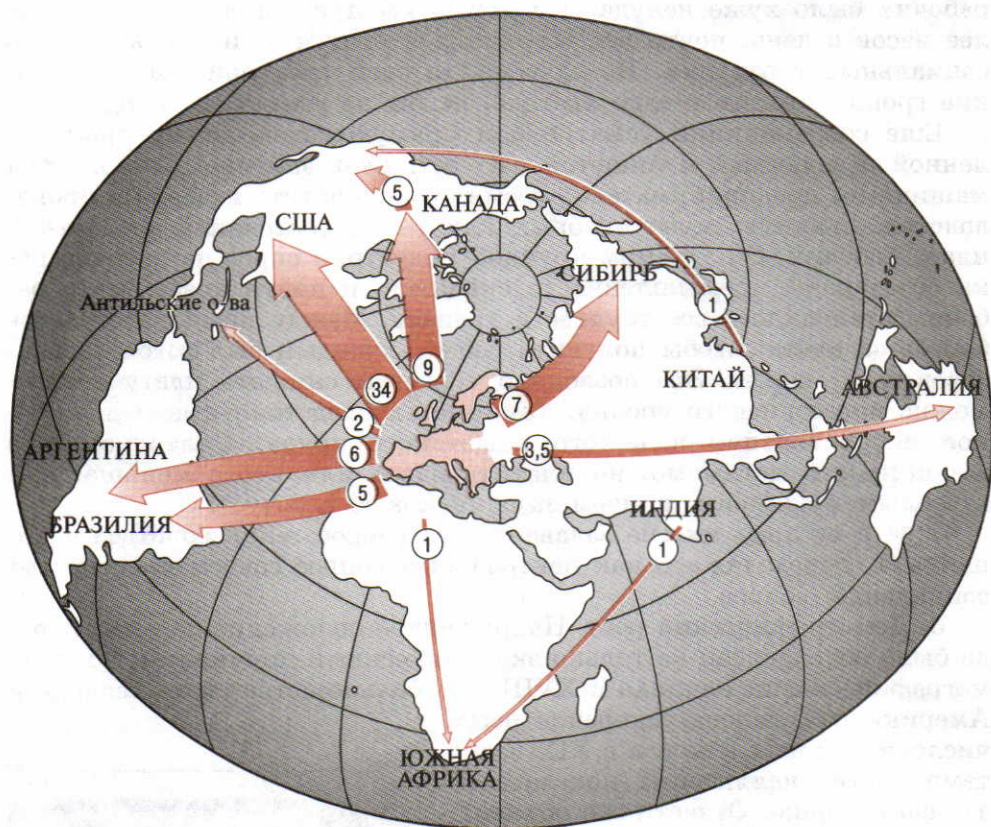 5
США
КАНАДА
СИБИРЬ
Антильские о-ва
1
9
34
КИТАЙ
АВСТРАЛИЯ
7
2
АРГЕНТИНА
6
3,5
5
БРАЗИЛИЯ
ИНДИЯ
1
1
ЮЖНАЯ
АФРИКА